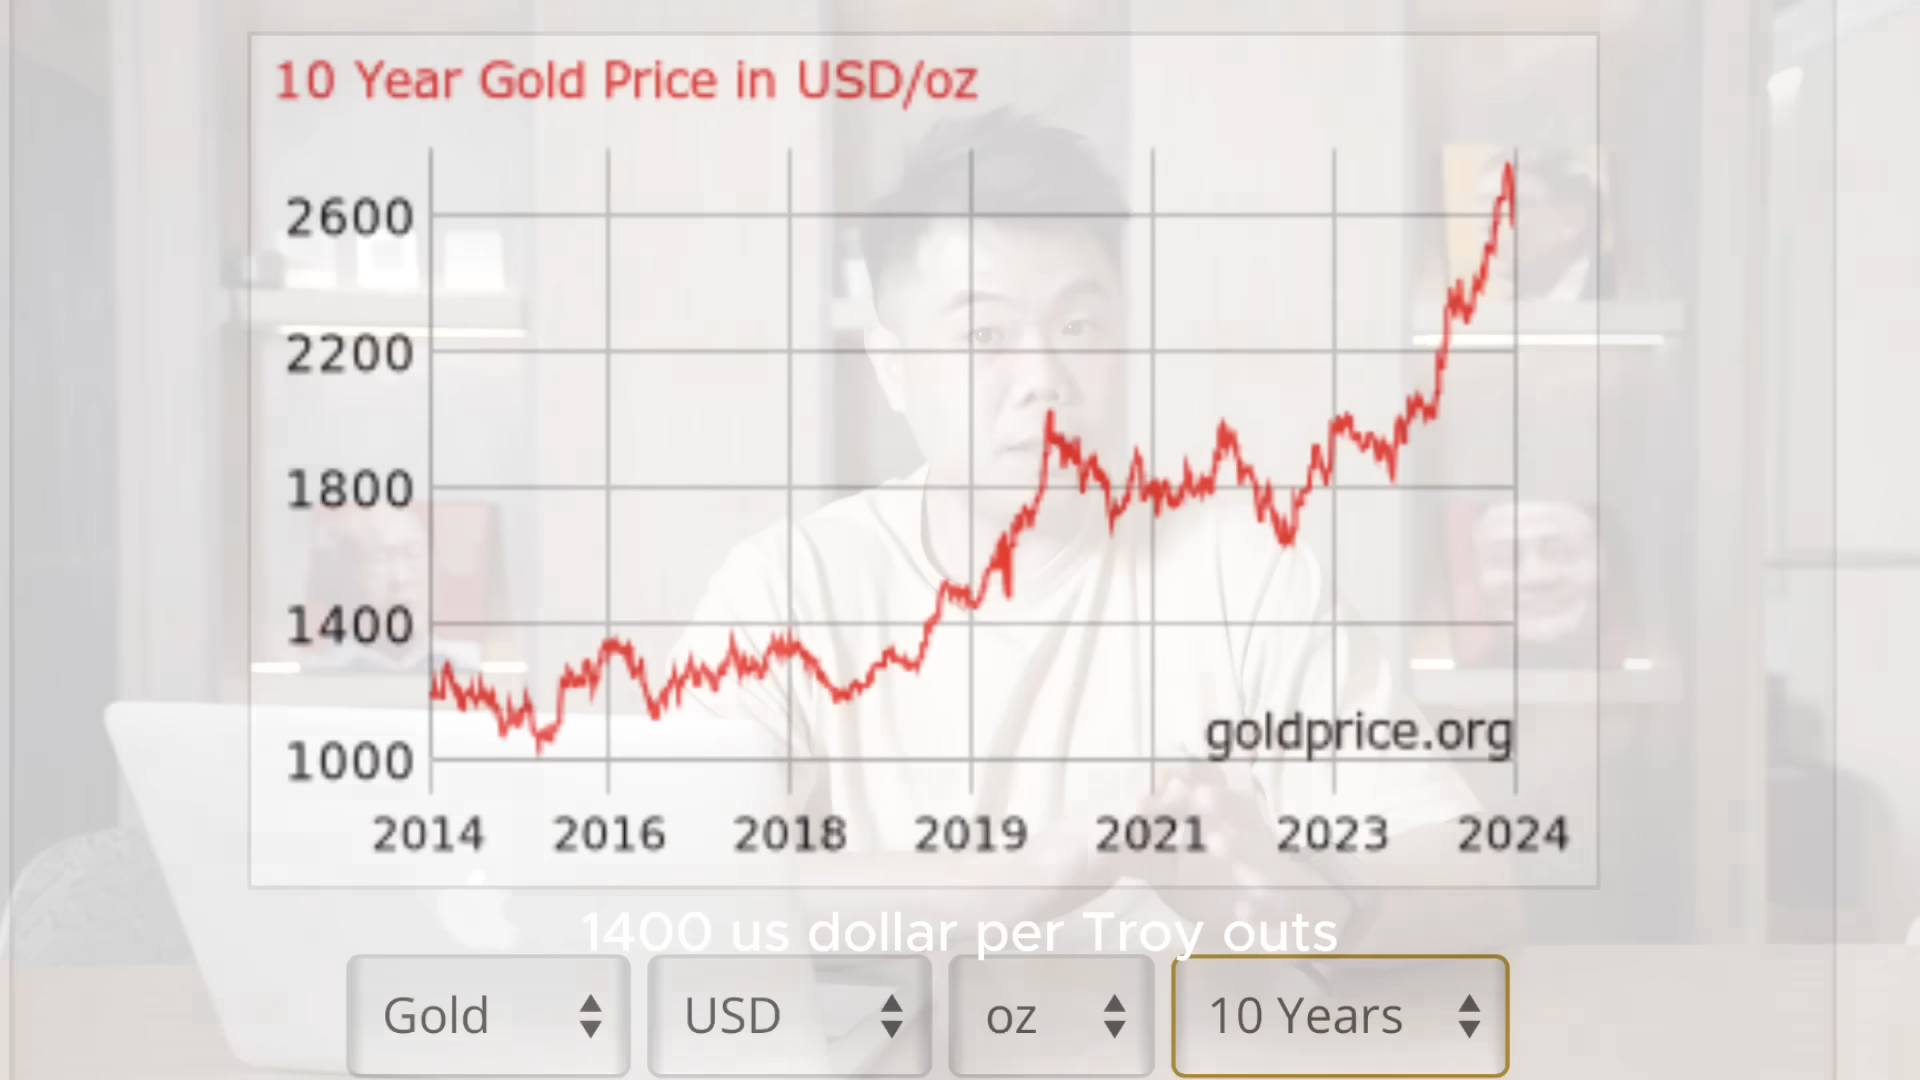 10 Year Gold Price in USD/oz
2600
2200
1800
1400
1000
goldprice.org
2014 2016 2018 2019 2021 2023 2024
1400 us dollar per Troy outs
Gold USD oz 10 Years